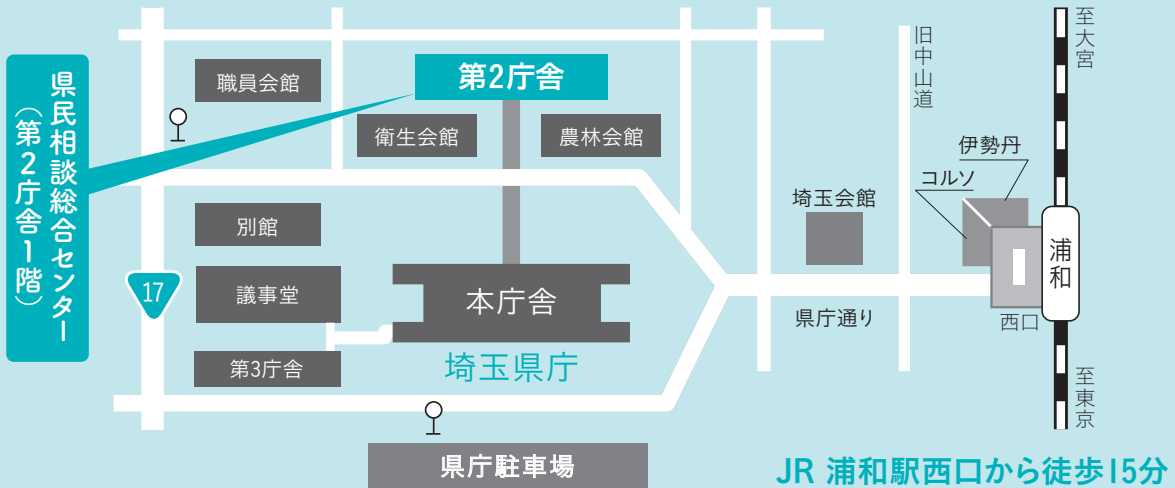 県民相談総合センター
（第2庁舎1階）
職員会館
第2庁舎
衛生会館
農林会館
別館
議事堂
第3庁舎
17
本庁舎
埼玉県庁
県庁駐車場
旧中山道
埼玉会館
県庁通り
伊勢丹
コルソ
至大宮
浦和
西口
至東京
JR 浦和駅西口から徒歩15分